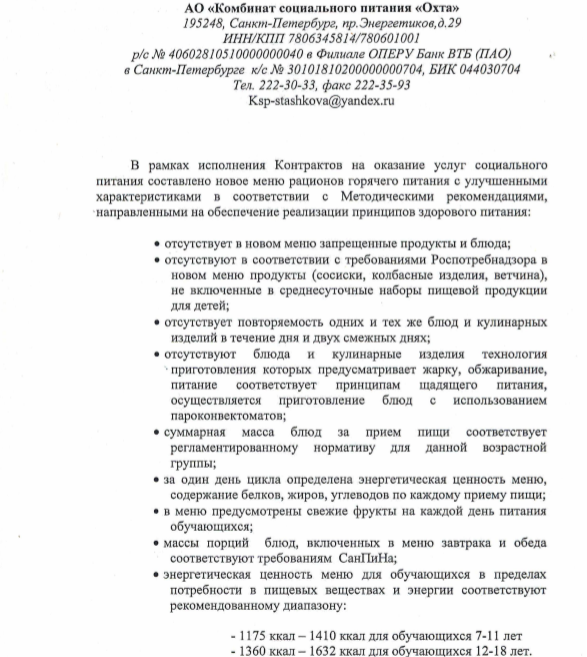 АО «Комбинат социального питания «Охта»
195248, Санкт-Петербург, пр.Энергетиков,д.29
ИНН/КПП 7806345814/780601001
р/с № 40602810510000000040 в Филиале ОПЕРУ Банк ВТБ (ПАО)
в Санкт-Петербурге к/с № 30101810200000000704, БИК 044030704
Тел. 222-30-33, факс 222-35-93
Ksp-stashkova@yandex.ru
В рамках исполнения Контрактов на оказание услуг социального
питания составлено новое меню рационов горячего питания с улучшенными
характеристиками в соответствии с Методическими рекомендациями,
направленными на обеспечение реализации принципов здорового питания:
• отсутствует в новом меню запрещенные продукты и блюда;
• отсутствуют в соответствии с требованиями Роспотребнадзора в
новом меню продукты (сосиски, колбасные изделия, ветчина),
не включенные в среднесуточные наборы пищевой продукции
для детей;
• отсутствует повторяемость одних и тех же блюд и кулинарных
изделий в течение дня и двух смежных днях;
• отсутствуют блюда и кулинарные изделия технология
приготовления которых предусматривает жарку, обжаривание,
питание соответствует принципам щадящего питания,
осуществляется приготовление блюд с использованием
пароконвектоматов;
• суммарная масса блюд за прием пищи соответствует
регламентированному нормативу для данной возрастной
группы;
• за один день цикла определена энергетическая ценность меню,
содержание белков, жиров, углеводов по каждому приему пищи;
• в меню предусмотрены свежие фрукты на каждой день питания
обучающихся;
• массы порций блюд, включенных в меню завтрака и обеда
соответствуют требованиям СанПиНа;
• энергетическая ценность меню для обучающихся в пределах
потребности в пищевых веществах и энергии соответствуют
рекомендованному диапазону:
- 1175 ккал – 1410 ккал для обучающихся 7-11 лет
- 1360 ккал – 1632 ккал для обучающихся 12-18 лет.